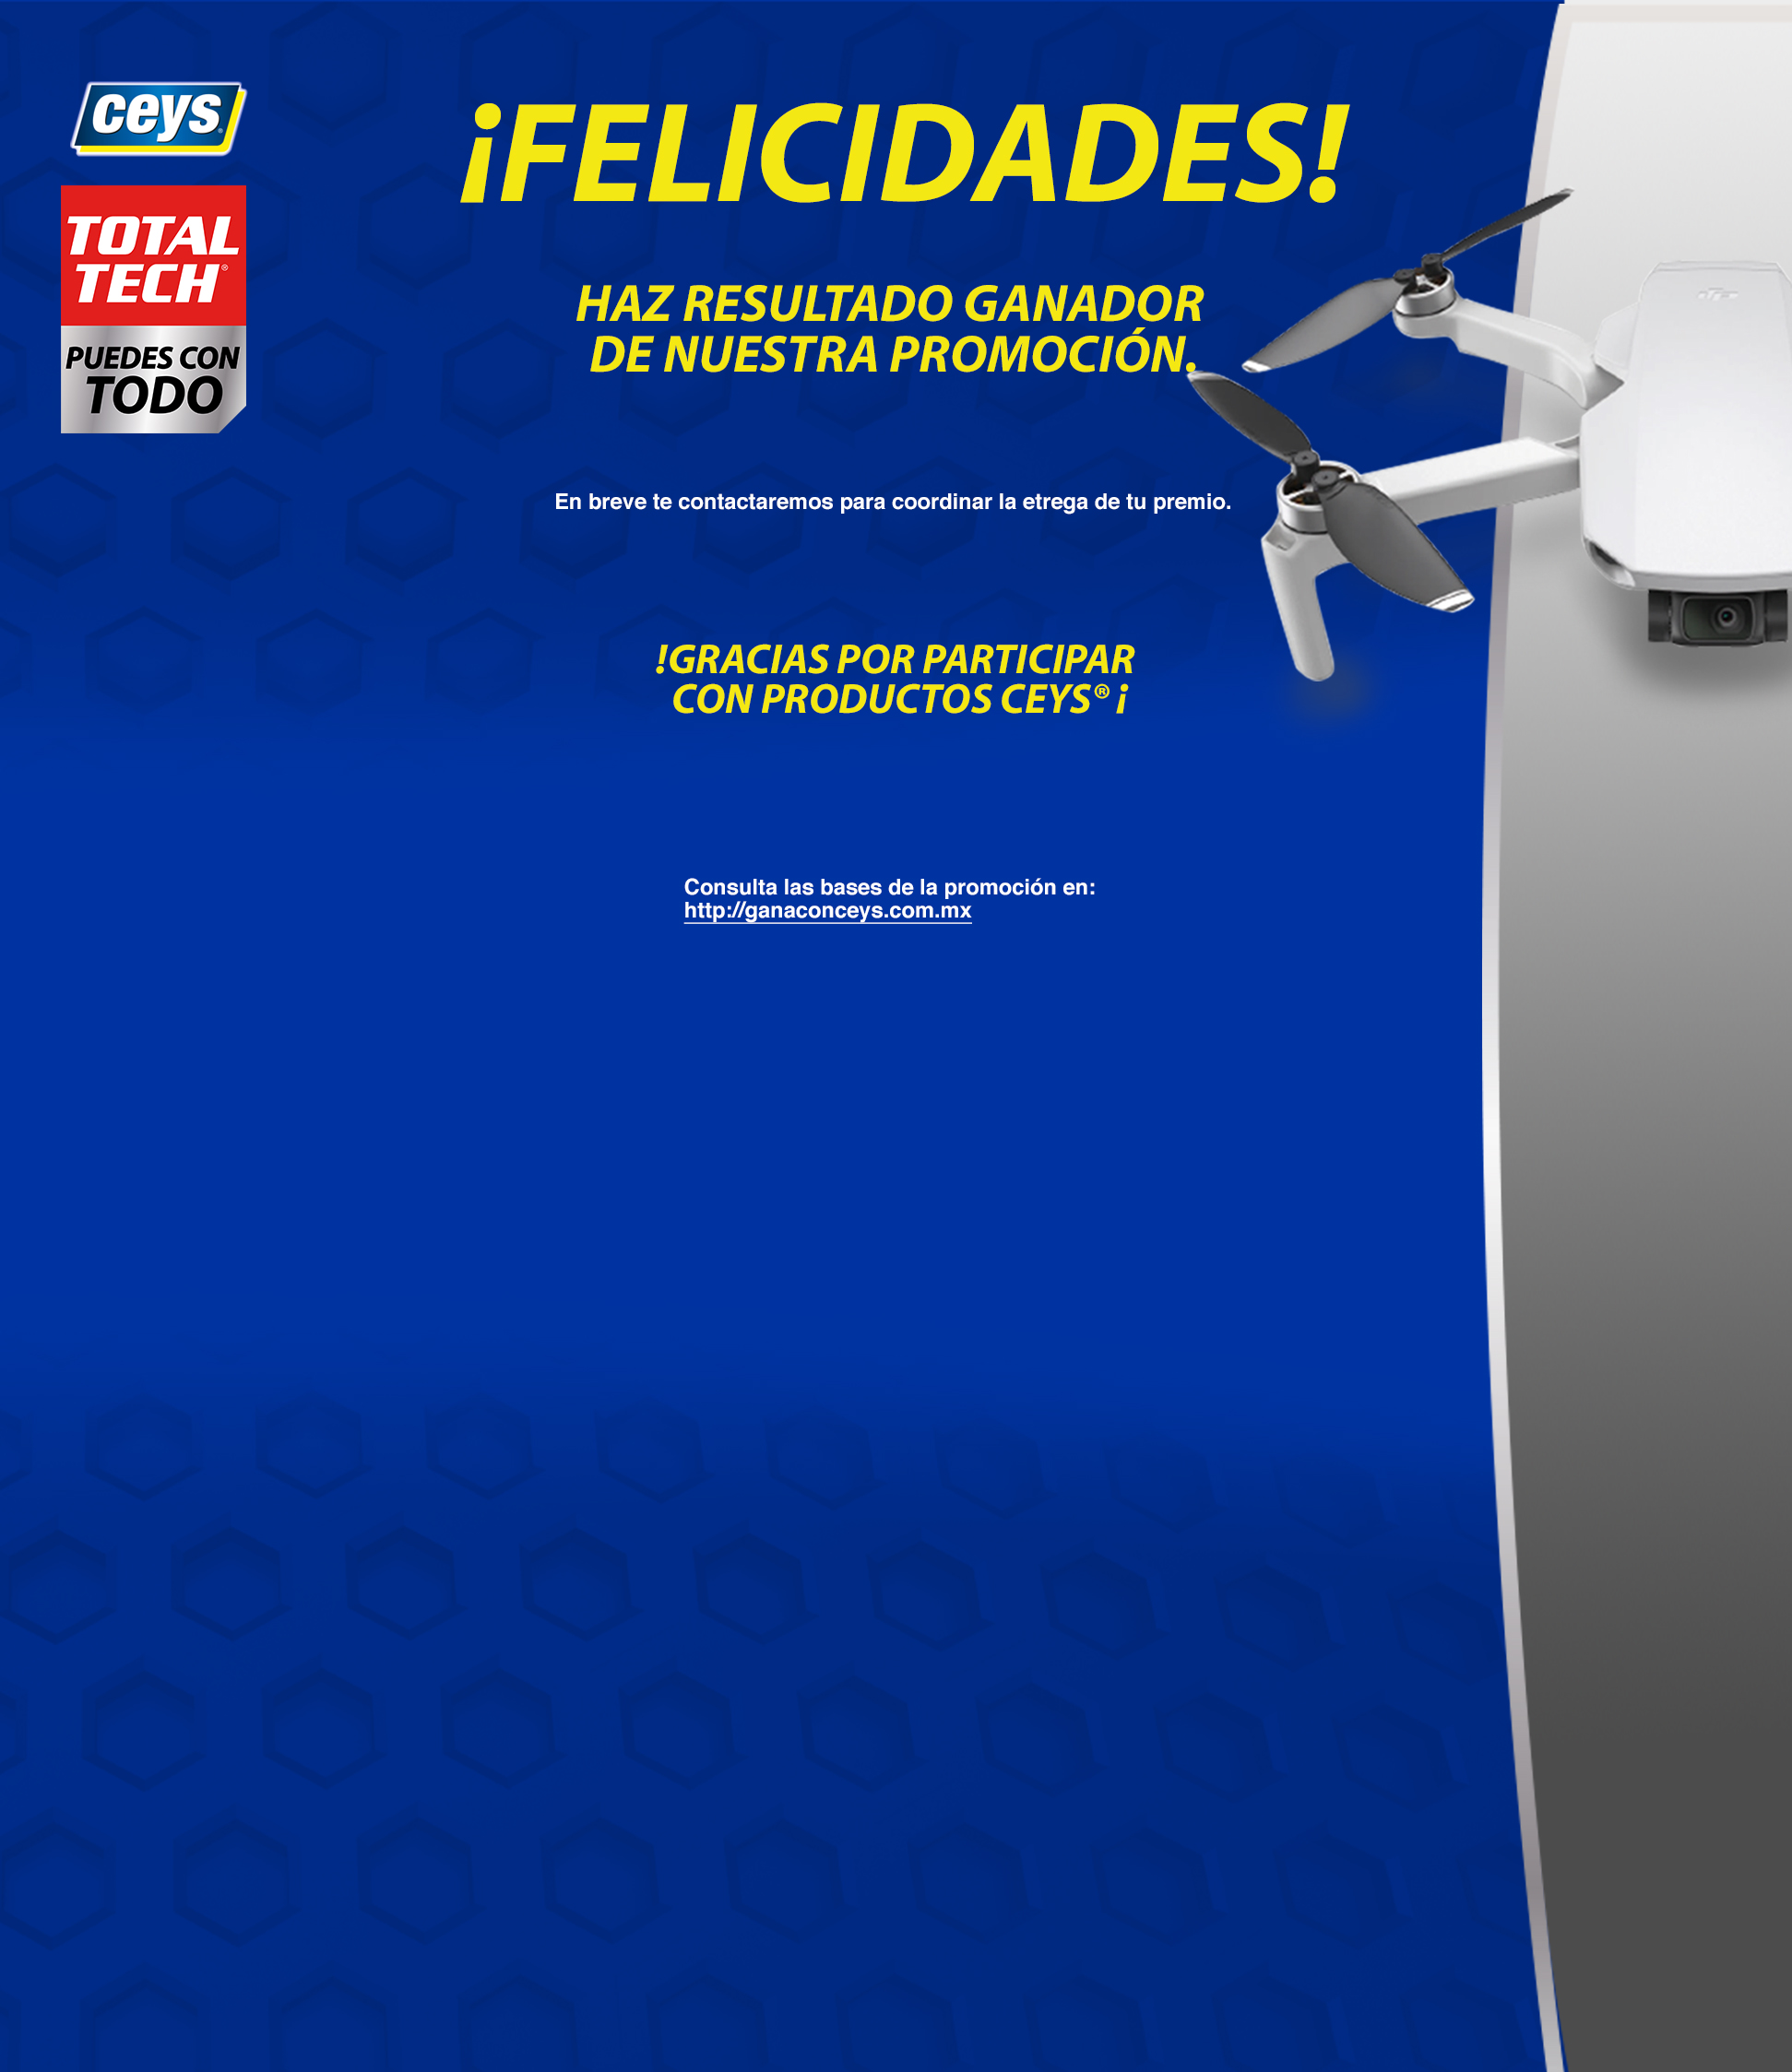 ceys
TOTAL
TECH®
PUEDES CON
TODO
¡FELICIDADES!
HAZ RESULTADO GANADOR
DE NUESTRA PROMOCIÓN.
En breve te contactaremos para coordinar la etrega de tu premio.
!GRACIAS POR PARTICIPAR
CON PRODUCTOS CEYS® ¡
Consulta las bases de la promoción en:
http://ganaconceys.com.mx